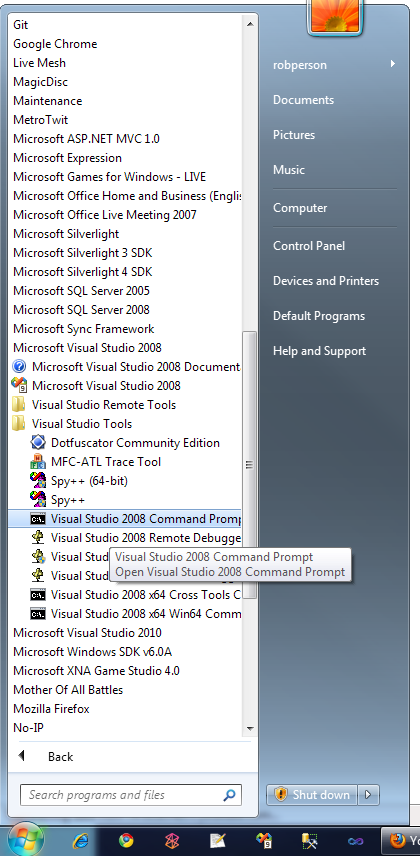 Git
Google Chrome
Live Mesh
MagicDisc
Maintenance
MetroTwit
Microsoft ASP.NET MVC 1.0
Microsoft Expression
Microsoft Games for Windows - LIVE
Microsoft Office Home and Business (Englis
Microsoft Office Live Meeting 2007
Microsoft Silverlight
Microsoft Silverlight 3 SDK
Microsoft Silverlight 4 SDK
Microsoft SQL Server 2005
Microsoft SQL Server 2008
Microsoft Sync Framework
Microsoft Visual Studio 2008
Microsoft Visual Studio 2008 Document
Microsoft Visual Studio 2008
Visual Studio Remote Tools
Visual Studio Tools
Dotfuscator Community Edition
MFC-ATL Trace Tool
Spy++ (64-bit)
Spy++
Visual Studio 2008 Command Promp
Visual Studio 2008 Remote Debugge
Visual Stud
Visual Stud
Visual Studio 2008 Command Prompt
Open Visual Studio 2008 Command Prompt
Visual Studio 2008 x64 Cross Tools C
Visual Studio 2008 x64 Win64 Comm
Microsoft Visual Studio 2010
Microsoft Windows SDK v6.0A
Microsoft XNA Game Studio 4.0
Mother Of All Battles
Mozilla Firefox
No-IP
Back
Search programs and files
robperson
Documents
Pictures
Music
Computer
Control Panel
Devices and Printers
Default Programs
Help and Support
Shut down
Yo